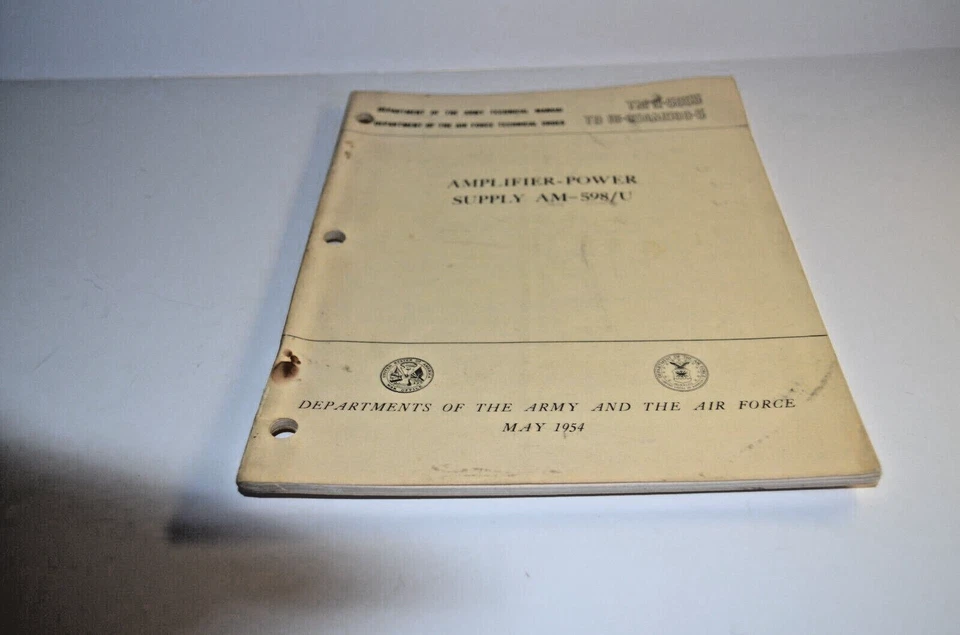 DEPARTMENT OF THE ARMY TECHNICAL MANUAL
DEPARTMENT OF THE AIR FORCE TECHNICAL ORDER
AMPLIFIER-POWER
SUPPLY AM-598/U
DEPARTMENTS OF THE ARMY AND THE AIR FORCE
MAY 1954